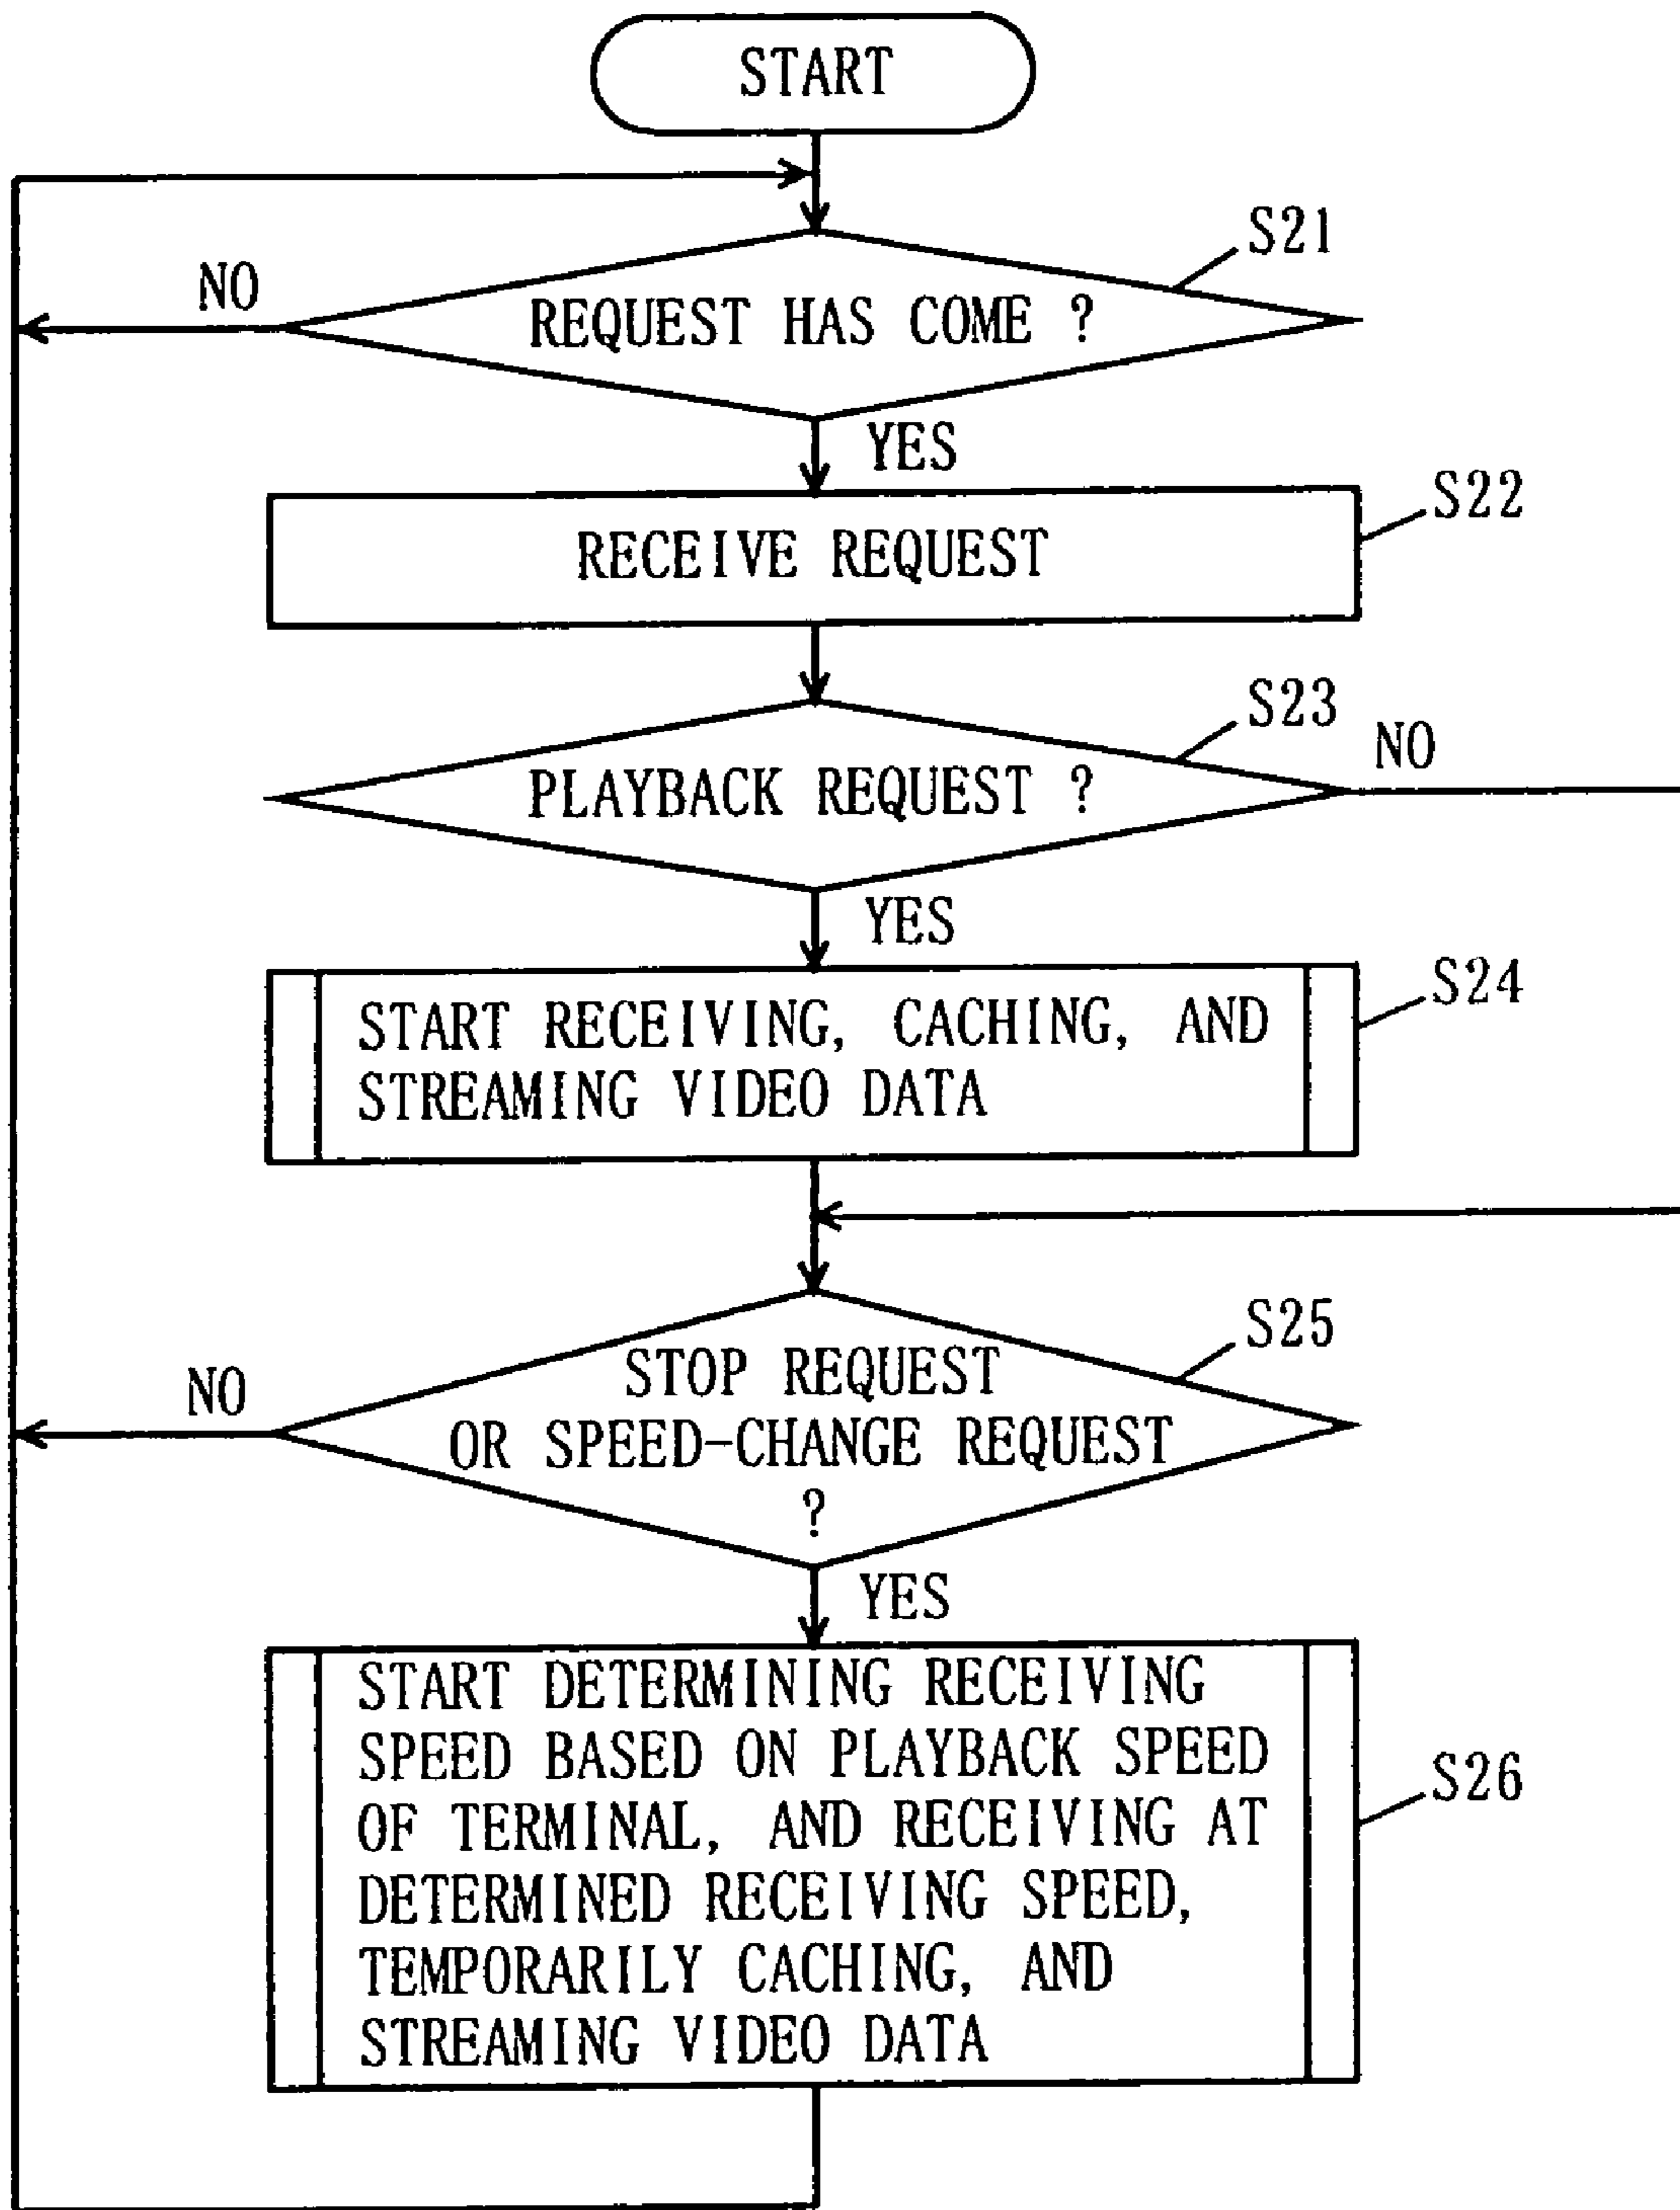 START
S21
NO
REQUEST HAS COME ?
YES
S22
RECEIVE REQUEST
S23
NO
PLAYBACK REQUEST ?
YES
S24
START RECEIVING, CACHING, AND
STREAMING VIDEO DATA
S25
STOP REQUEST
NO
OR SPEED-CHANGE REQUEST
?
YES
START DETERMINING RECEIVING
SPEED BASED ON PLAYBACK SPEED
S26
OF TERMINAL, AND RECEIVING AT
DETERMINED RECEIVING SPEED,
TEMPORARILY CACHING, AND
STREAMING VIDEO DATA